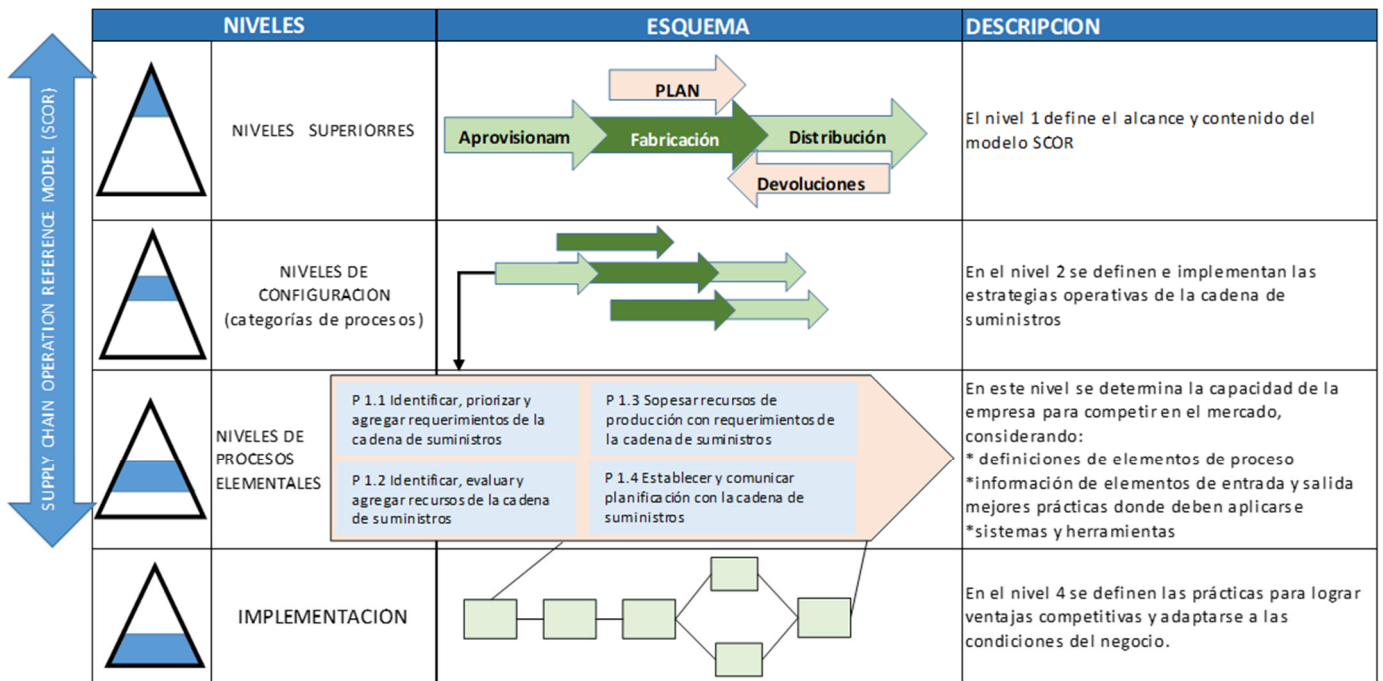 NIVELES
ESQUEMA
DESCRIPCION
SUPPLY CHAIN OPERATION REFERENCE MODEL (SCOR)
NIVELES SUPERIORRES
PLAN
Aprovisionam
Fabricación
Distribución
Devoluciones
El nivel 1 define el alcance y contenido del
modelo SCOR
NIVELES DE
CONFIGURACION
(categorías de procesos)
En el nivel 2 se definen e implementan las
estrategias operativas de la cadena de
suministros
NIVELES DE
PROCESOS
ELEMENTALES
P 1.1 Identificar, priorizar y
agregar requerimientos de la
cadena de suministros
P 1.2 Identificar, evaluar y
agregar recursos de la cadena
de suministros
P 1.3 Sopesar recursos de
producción con requerimientos de
la cadena de suministros
P 1.4 Establecer y comunicar
planificación con la cadena de
suministros
En este nivel se determina la capacidad de la
empresa para competir en el mercado,
considerando:
* definiciones de elementos de proceso
*información de elementos de entrada y salida
mejores prácticas donde deben aplicarse
*sistemas y herramientas
IMPLEMENTACION
En el nivel 4 se definen las prácticas para lograr
ventajas competitivas y adaptarse a las
condiciones del negocio.